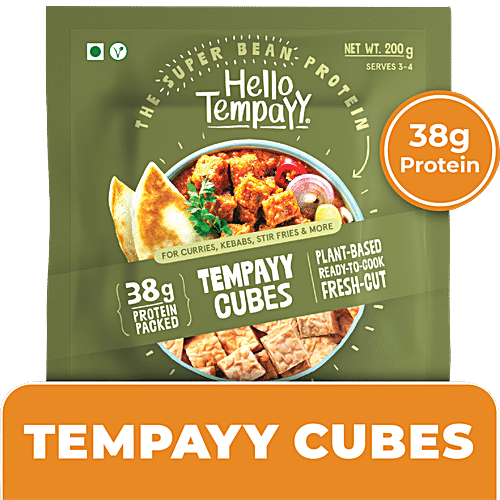 THE SUPER BEAN PROTEIN
NET WT. 200 g
SERVES 3-4
V
Hello
Tempayy
38g
Protein
FOR CURRIES, KEBABS, STIR FRIES & MORE
38g
PROTEIN
PACKED
TEMPAYY
CUBES
PLANT-BASED
READY-TO-COOK
FRESH-CUT
TEMPAYY CUBES